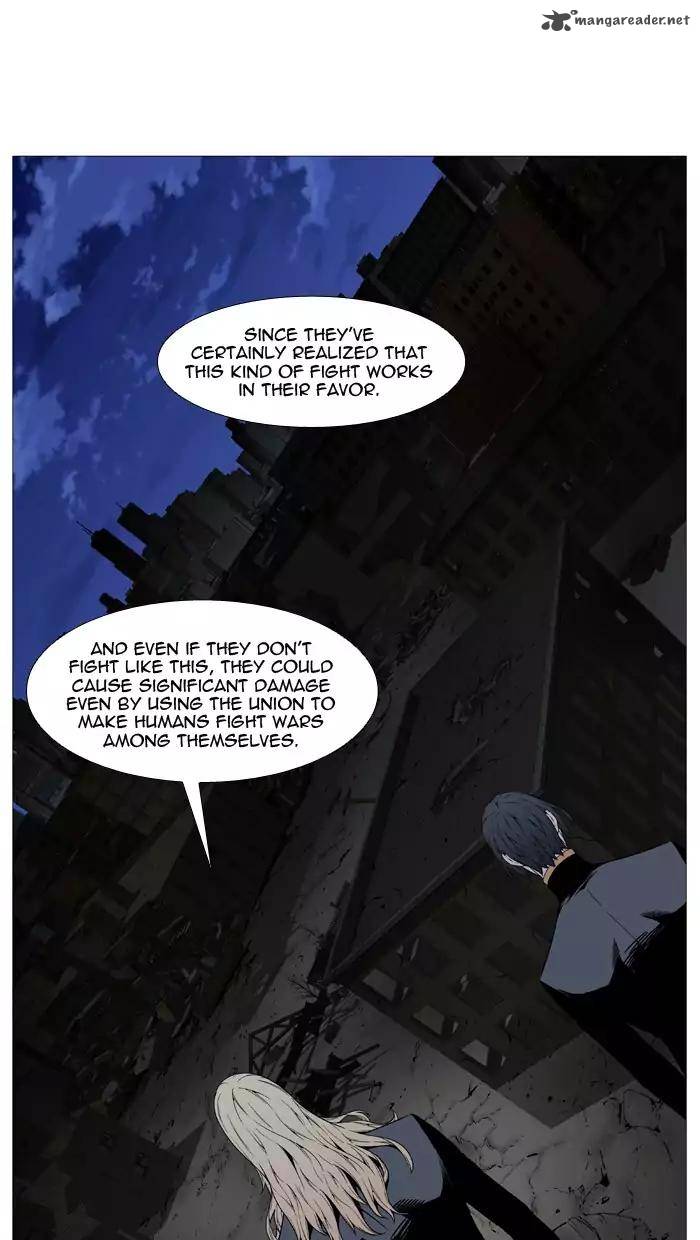 mangareader.net
SINCE THEY'VE
CERTAINLY REALIZED THAT
THIS KIND OF FIGHT WORKS
IN THEIR FAVOR.
AND EVEN IF THEY DON'T
FIGHT LIKE THIS, THEY COULD
CAUSE SIGNIFICANT DAMAGE
EVEN BY USING THE UNION TO
MAKE HUMANS FIGHT WARS
AMONG THEMSELVES.